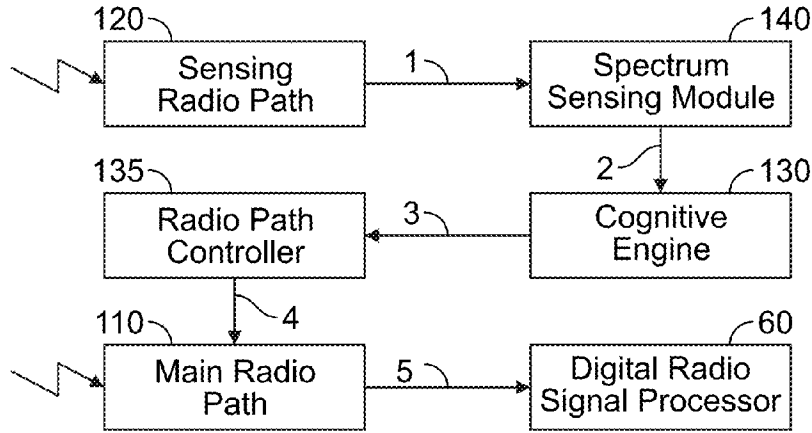 120
140
Sensing
Radio Path
1
Spectrum
Sensing Module
135
2
130
Radio Path
Controller
3
Cognitive
Engine
110
4
60
Main Radio
Path
5
Digital Radio
Signal Processor